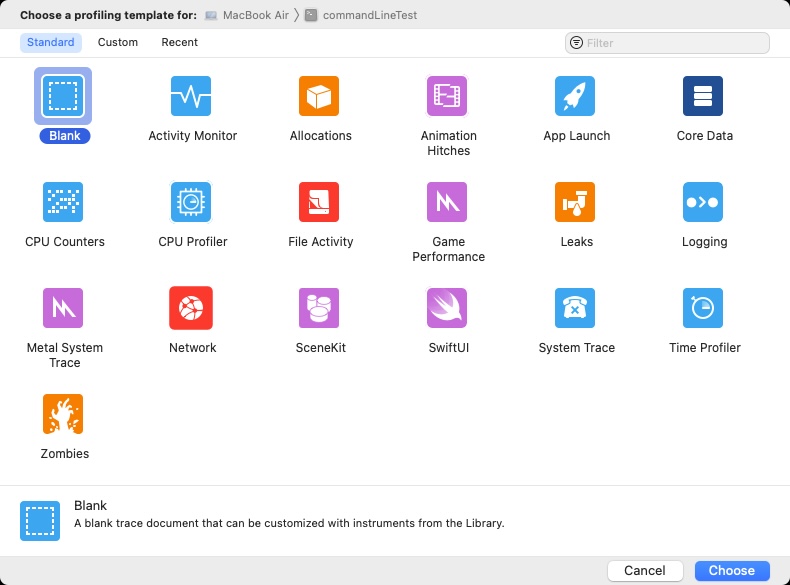 Choose a profiling template for: MacBook Air commandLineTest
Standard Custom Recent Filter
Blank Activity Monitor Allocations Animation Hitches App Launch Core Data
CPU Counters CPU Profiler File Activity Game Performance Leaks Logging
Metal System Trace Network SceneKit SwiftUI System Trace Time Profiler
Zombies
Blank
A blank trace document that can be customized with instruments from the Library.
Cancel Choose